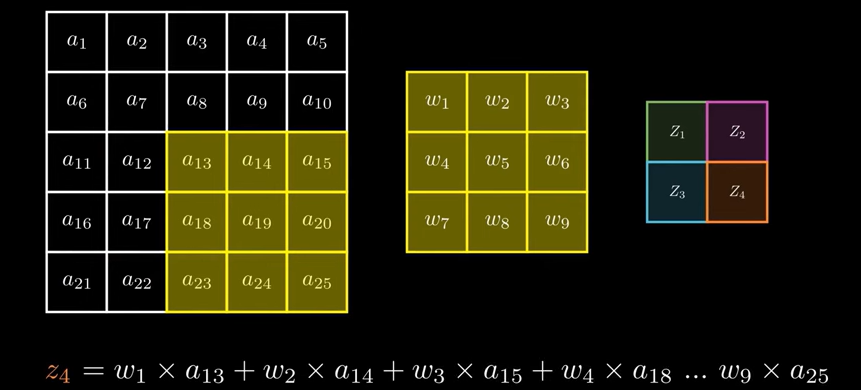 a₁ a₂ a₃ a₄ a₅
a₆ a₇ a₈ a₉ a₁₀
w₁ w₂ w₃
a₁₁ a₁₂ a₁₃ a₁₄ a₁₅
w₄ w₅ w₆
a₁₆ a₁₇ a₁₈ a₁₉ a₂₀
w₇ w₈ w₉
a₂₁ a₂₂ a₂₃ a₂₄ a₂₅
Z₁ Z₂
Z₃ Z₄
z₄ = w₁ × a₁₃ + w₂ × a₁₄ + w₃ × a₁₅ + w₄ × a₁₈ ... w₉ × a₂₅